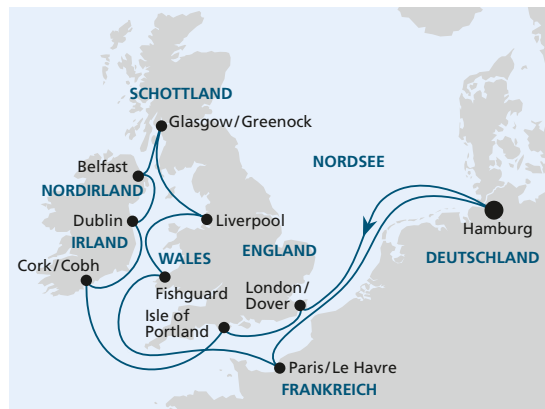 SCHOTTLAND
Glasgow/Greenock
NORDSEE
Belfast
NORDIRLAND
Dublin
Liverpool
Hamburg
IRLAND
ENGLAND
WALES
DEUTSCHLAND
Cork/Cobh
London/
Dover
Fishguard
Isle of
Portland
Paris/Le Havre
FRANKREICH